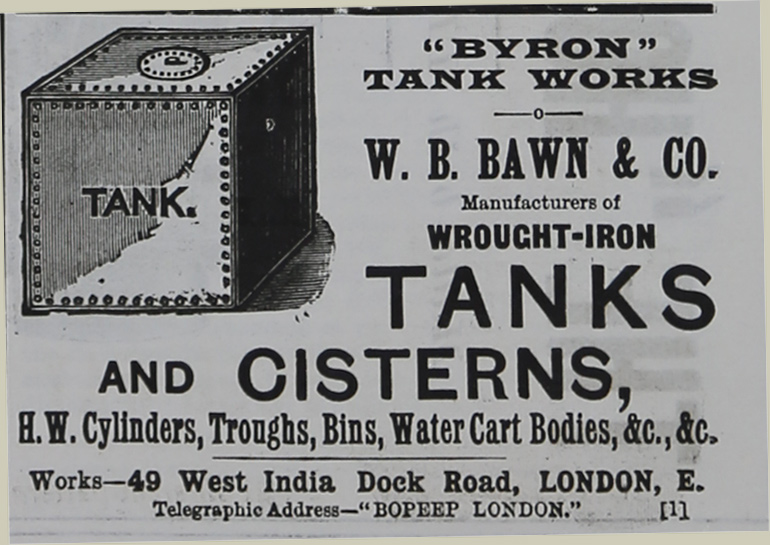 P
TANK.
"BYRON"
TANK WORKS
W. B. BAWN & CO.
Manufacturers of
WROUGHT-IRON
TANKS
AND CISTERNS,
H.W. Cylinders, Troughs, Bins, Water Cart Bodies, &c., &c.
Works—49 West India Dock Road, LONDON, E.
Telegraphic Address—"BOPEEP LONDON." [1]